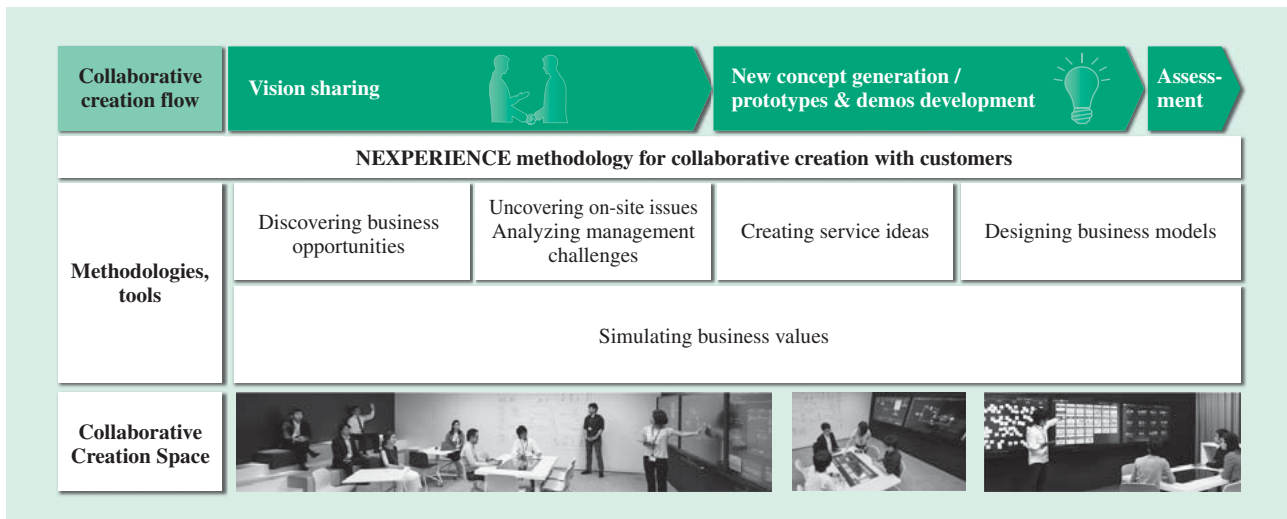 Collaborative
creation flow
Vision sharing
New concept generation /
prototypes & demos development
Assess-
ment
NEXPERIENCE methodology for collaborative creation with customers
Methodologies,
tools
Discovering business
opportunities
Uncovering on-site issues
Analyzing management
challenges
Creating service ideas
Designing business models
Simulating business values
Collaborative
Creation Space